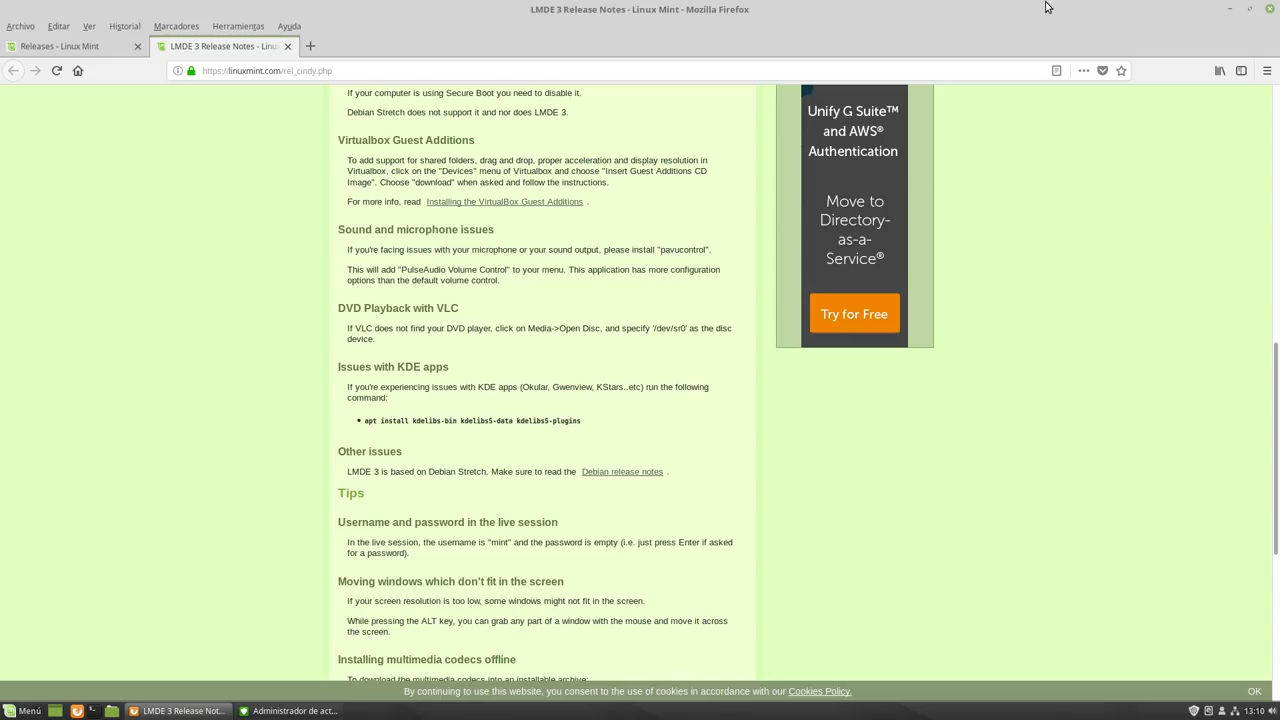 LMDE 3 Release Notes - Linux Mint - Mozilla Firefox
Archivo Editar Ver Historial Marcadores Herramientas Ayuda
Releases - Linux Mint
LMDE 3 Release Notes - Linu
https://linuxmint.com/rel_cindy.php
If your computer is using Secure Boot you need to disable it.
Debian Stretch does not support it and nor does LMDE 3.
Virtualbox Guest Additions
To add support for shared folders, drag and drop, proper acceleration and display resolution in
Virtualbox, click on the "Devices" menu of Virtualbox and choose "Insert Guest Additions CD
Image". Choose "download" when asked and follow the instructions.
For more info, read Installing the VirtualBox Guest Additions .
Sound and microphone issues
If you're facing issues with your microphone or your sound output, please install "pavucontrol".
This will add "PulseAudio Volume Control" to your menu. This application has more configuration
options than the default volume control.
DVD Playback with VLC
If VLC does not find your DVD player, click on Media->Open Disc, and specify '/dev/sr0' as the disc
device.
Issues with KDE apps
If you're experiencing issues with KDE apps (Okular, Gwenview, KStars..etc) run the following
command:
• apt install kdelibs-bin kdelibs5-data kdelibs5-plugins
Other issues
LMDE 3 is based on Debian Stretch. Make sure to read the Debian release notes .
Tips
Username and password in the live session
In the live session, the username is "mint" and the password is empty (i.e. just press Enter if asked
for a password).
Moving windows which don't fit in the screen
If your screen resolution is too low, some windows might not fit in the screen.
While pressing the ALT key, you can grab any part of a window with the mouse and move it across
the screen.
Installing multimedia codecs offline
To download the multimedia codecs into an installable archive:
Unify G Suite™
and AWS®
Authentication
Move to
Directory-
as-a-
Service®
Try for Free
By continuing to use this website, you consent to the use of cookies in accordance with our Cookies Policy.
OK
Menú
LMDE 3 Release Not...
Administrador de act...
13:10